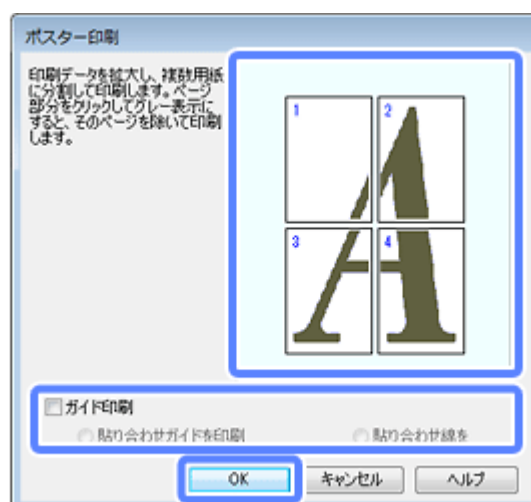 ポスター印刷
印刷データを拡大し、複数用紙
に分割して印刷します。ページ
部分をクリックしてグレー表示に
すると、そのページを除いて印刷
します。
1 2
3 4
A
ガイド印刷
貼り合わせガイドを印刷 貼り合わせ線を
OK キャンセル ヘルプ